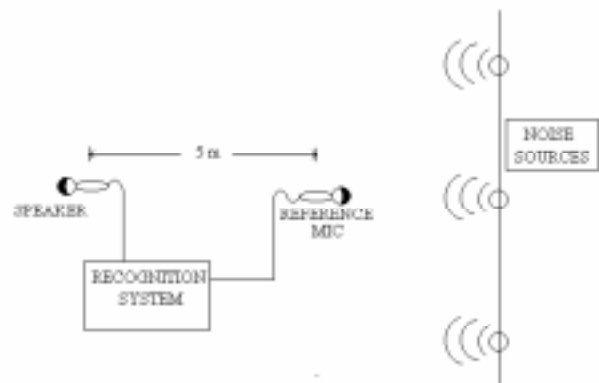 5 m
SPEAKER
REFERENCE
MIC
RECOGNITION
SYSTEM
NOISE
SOURCES